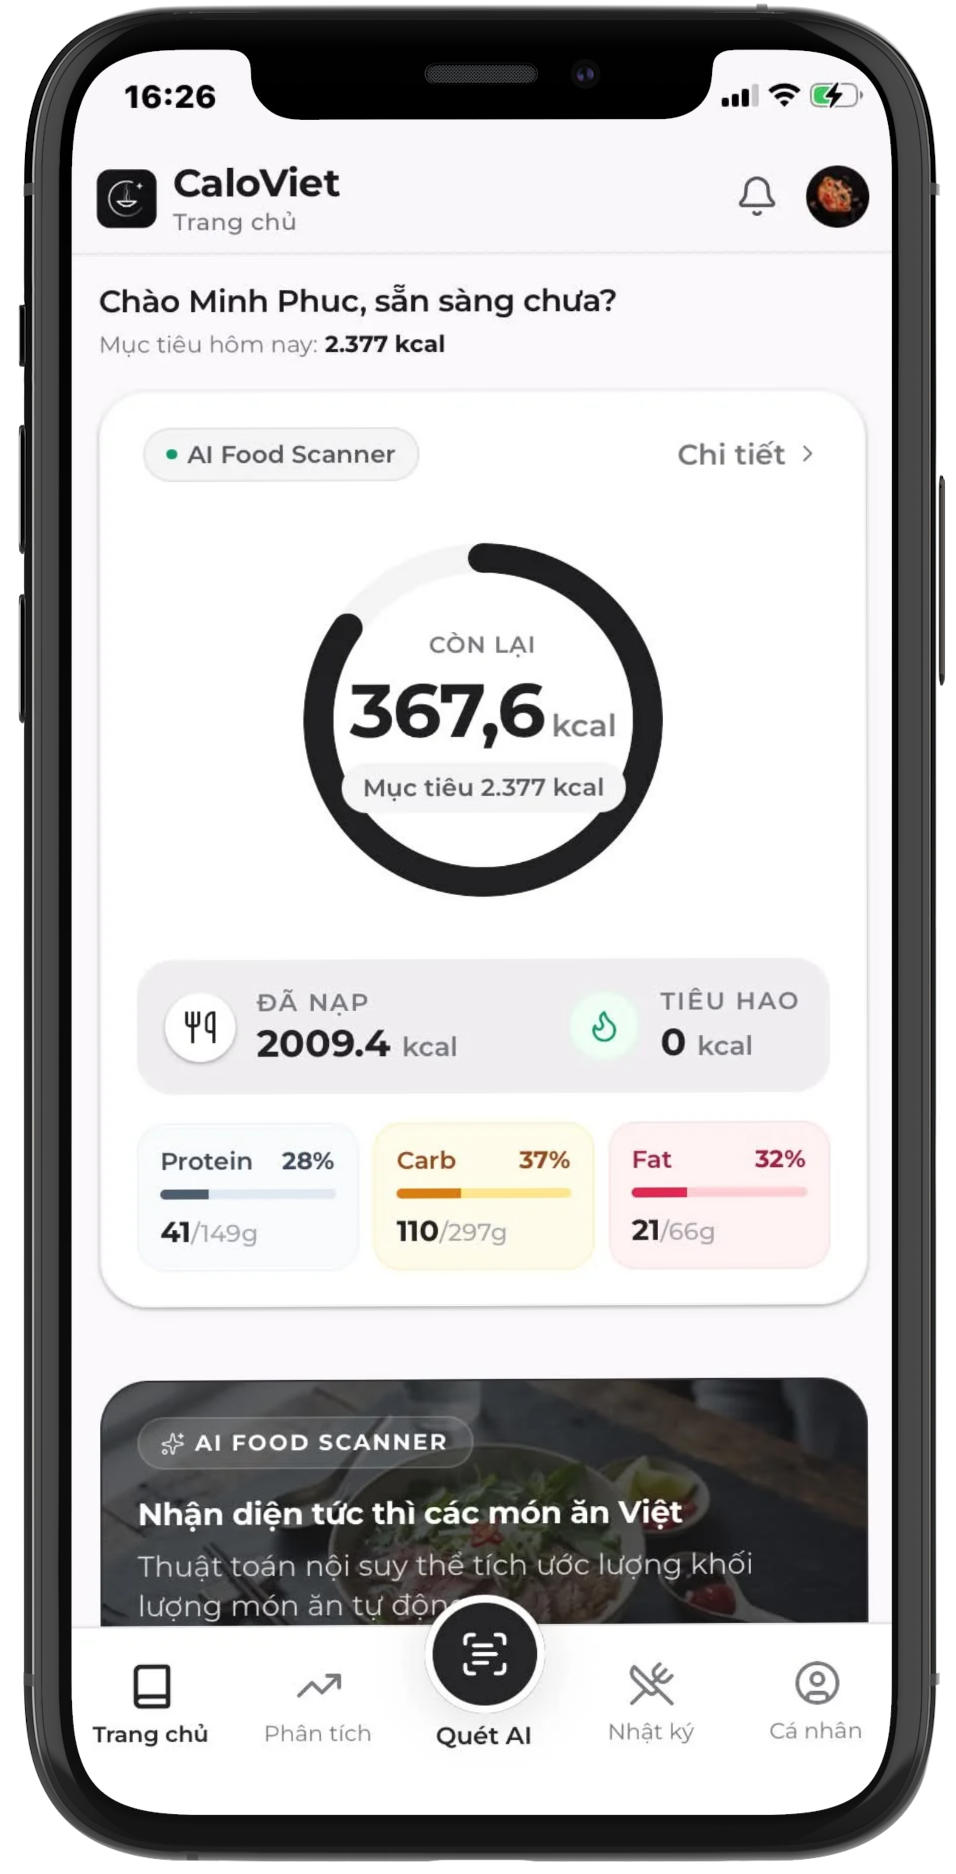 16:26
CaloViet
Trang chủ
Chào Minh Phuc, sẵn sàng chưa?
Mục tiêu hôm nay: 2.377 kcal
AI Food Scanner
Chi tiết
CÒN LẠI
367,6 kcal
Mục tiêu 2.377 kcal
ĐÃ NẠP
2009.4 kcal
TIÊU HAO
0 kcal
Protein 28%
41/149g
Carb 37%
110/297g
Fat 32%
21/66g
AI FOOD SCANNER
Nhận diện tức thì các món ăn Việt
Thuật toán nội suy thể tích ước lượng khối
lượng món ăn tự động
Trang chủ
Phân tích
Quét AI
Nhật ký
Cá nhân